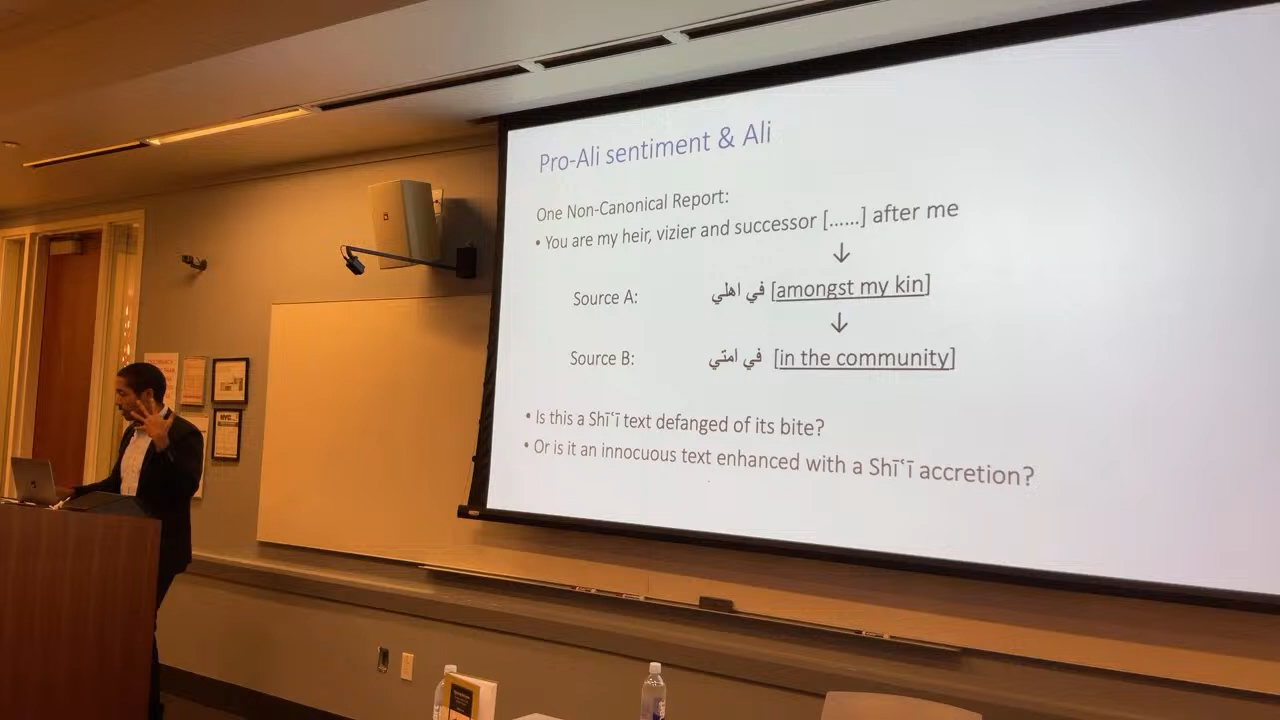 Pro-Ali sentiment & Ali
One Non-Canonical Report:
• You are my heir, vizier and successor [......] after me
↓
Source A: في اهلي [amongst my kin]
↓
Source B: في امتي [in the community]
• Is this a Shīʿī text defanged of its bite?
• Or is it an innocuous text enhanced with a Shīʿī accretion?
NYC